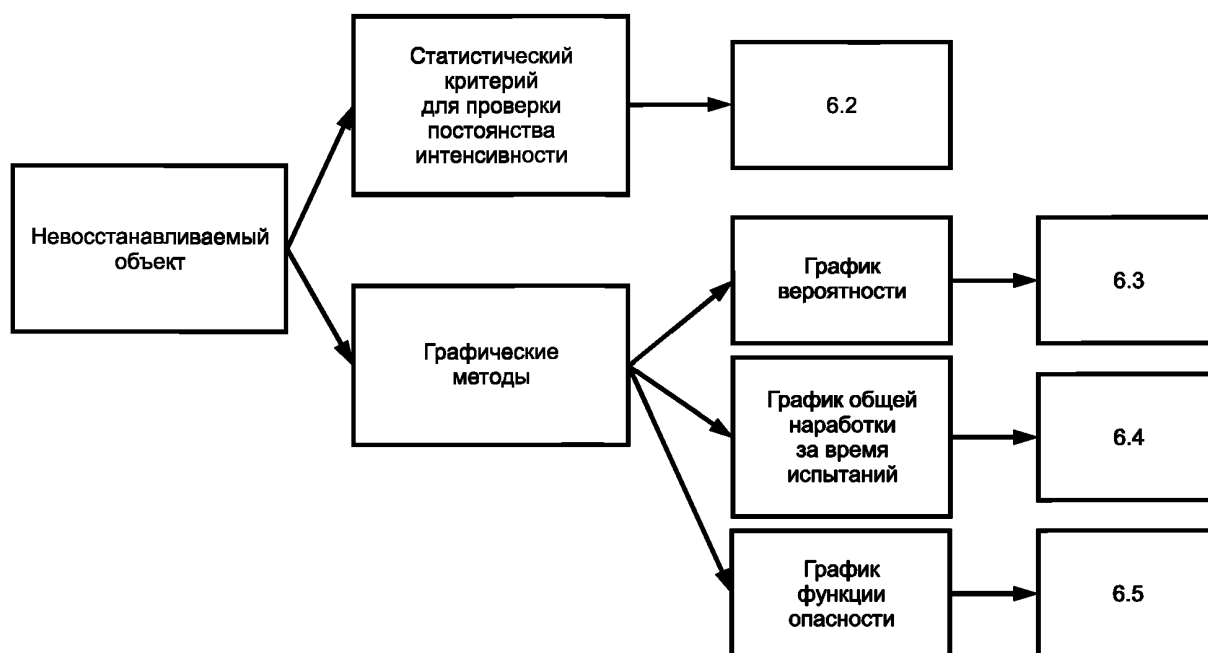 Статистический
критерий
для проверки
постоянства
интенсивности
6.2
Невосстанавливаемый
объект
График
вероятности
6.3
Графические
методы
График общей
наработки
за время
испытаний
6.4
График
функции
опасности
6.5